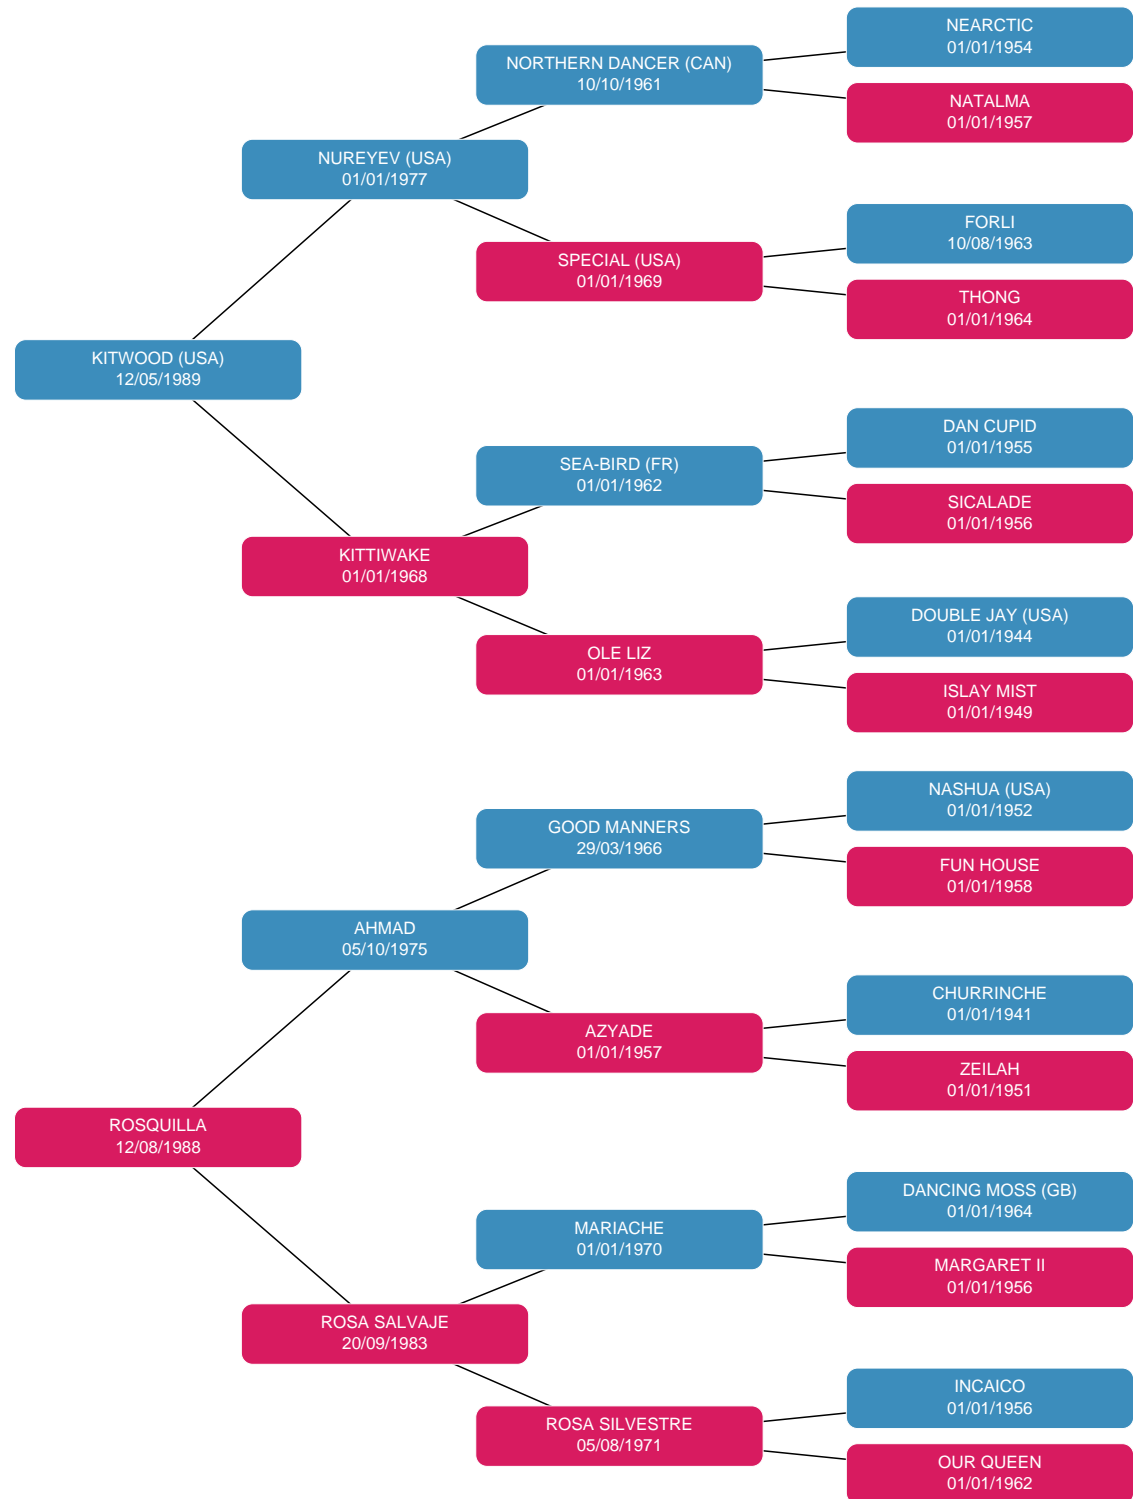 NEARCTIC
01/01/1954
NORTHERN DANCER (CAN)
10/10/1961
NATALMA
01/01/1957
NUREYEV (USA)
01/01/1977
FORLI
10/08/1963
SPECIAL (USA)
01/01/1969
THONG
01/01/1964
KITWOOD (USA)
12/05/1989
DAN CUPID
01/01/1955
SEA-BIRD (FR)
01/01/1962
SICALADE
01/01/1956
KITTIWAKE
01/01/1968
DOUBLE JAY (USA)
01/01/1944
OLE LIZ
01/01/1963
ISLAY MIST
01/01/1949
NASHUA (USA)
01/01/1952
GOOD MANNERS
29/03/1966
FUN HOUSE
01/01/1958
AHMAD
05/10/1975
CHURRINCHE
01/01/1941
AZYADE
01/01/1957
ZEILAH
01/01/1951
ROSQUILLA
12/08/1988
DANCING MOSS (GB)
01/01/1964
MARIACHE
01/01/1970
MARGARET II
01/01/1956
ROSA SALVAJE
20/09/1983
INCAICO
01/01/1956
ROSA SILVESTRE
05/08/1971
OUR QUEEN
01/01/1962